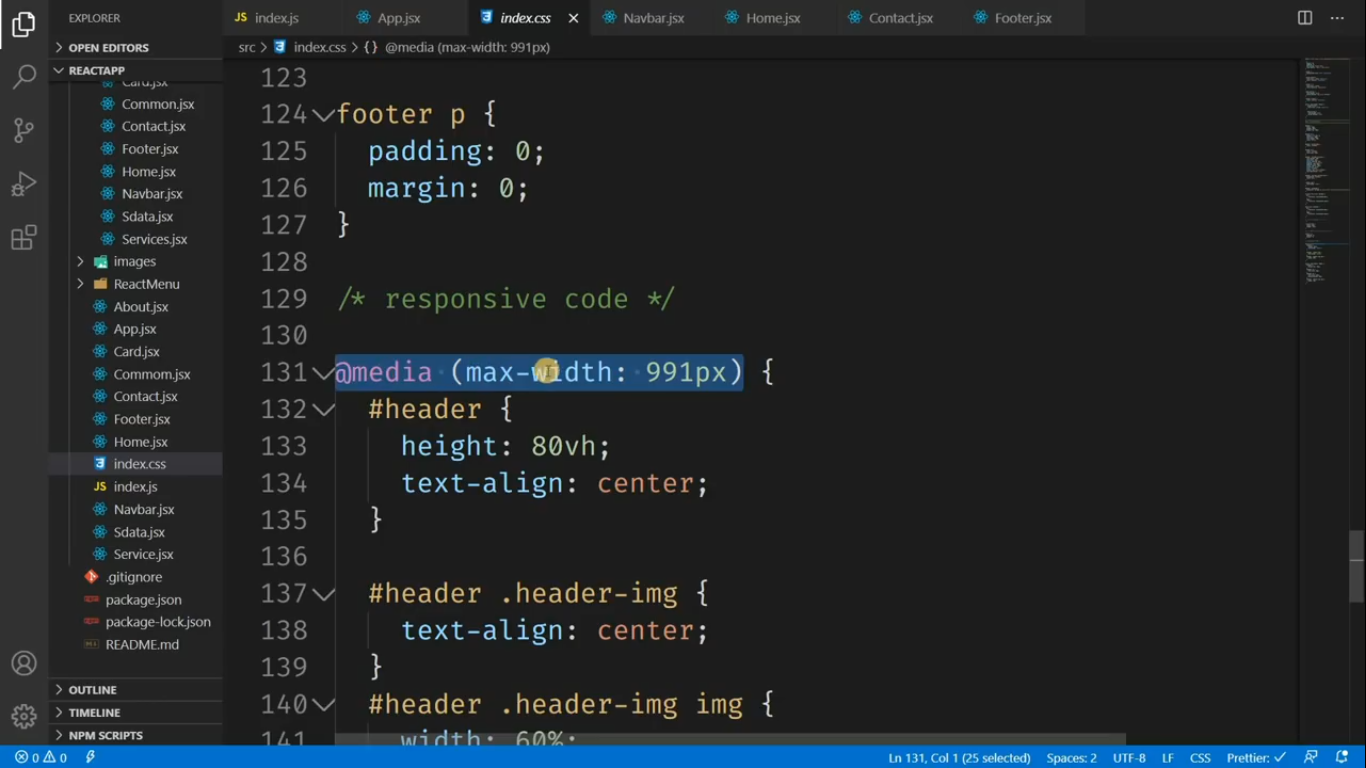 EXPLORER
OPEN EDITORS
REACTAPP
Card.jsx
Common.jsx
Contact.jsx
Footer.jsx
Home.jsx
Navbar.jsx
Sdata.jsx
Services.jsx
images
ReactMenu
About.jsx
App.jsx
Card.jsx
Commom.jsx
Contact.jsx
Footer.jsx
Home.jsx
index.css
JS index.js
Navbar.jsx
Sdata.jsx
Service.jsx
.gitignore
package.json
package-lock.json
README.md
OUTLINE
TIMELINE
NPM SCRIPTS
JS index.js App.jsx index.css Navbar.jsx Home.jsx Contact.jsx Footer.jsx
src > index.css > {} @media (max-width: 991px)
123
124 footer p {
125 padding: 0;
126 margin: 0;
127 }
128
129 /* responsive code */
130
131 @media (max-width: 991px) {
132 #header {
133 height: 80vh;
134 text-align: center;
135 }
136
137 #header .header-img {
138 text-align: center;
139 }
140 #header .header-img img {
141 width: 60%;
0 0 Ln 131, Col 1 (25 selected) Spaces: 2 UTF-8 LF CSS Prettier: ✓